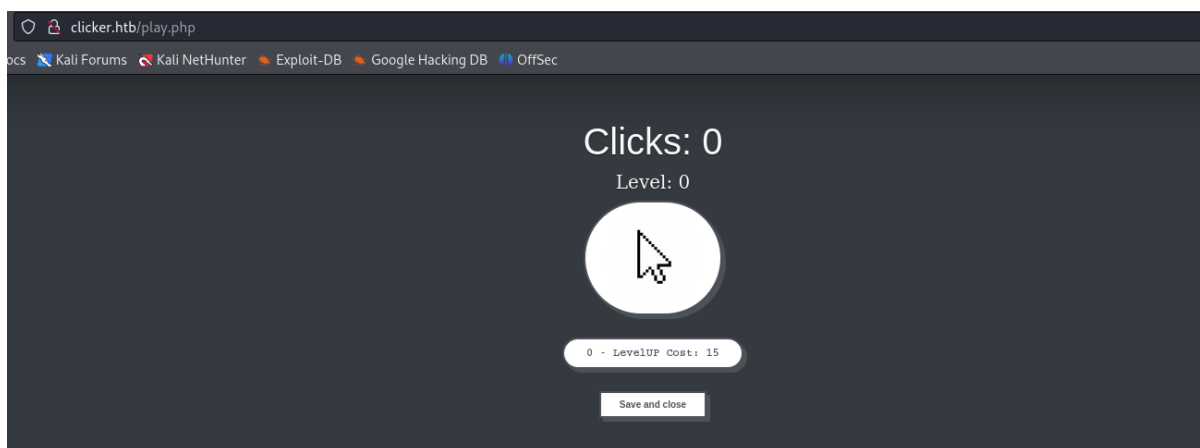 clicker.htb/play.php
ocs Kali Forums Kali NetHunter Exploit-DB Google Hacking DB OffSec
Clicks: 0
Level: 0
0 - LevelUP Cost: 15
Save and close